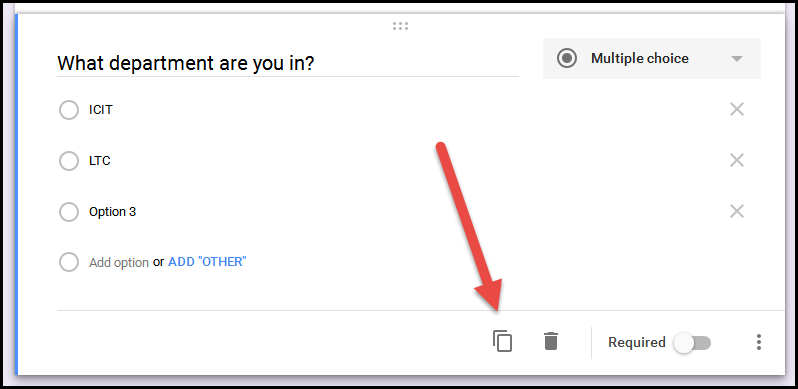 What department are you in?
Multiple choice
ICIT
LTC
Option 3
Add option or ADD "OTHER"
Required